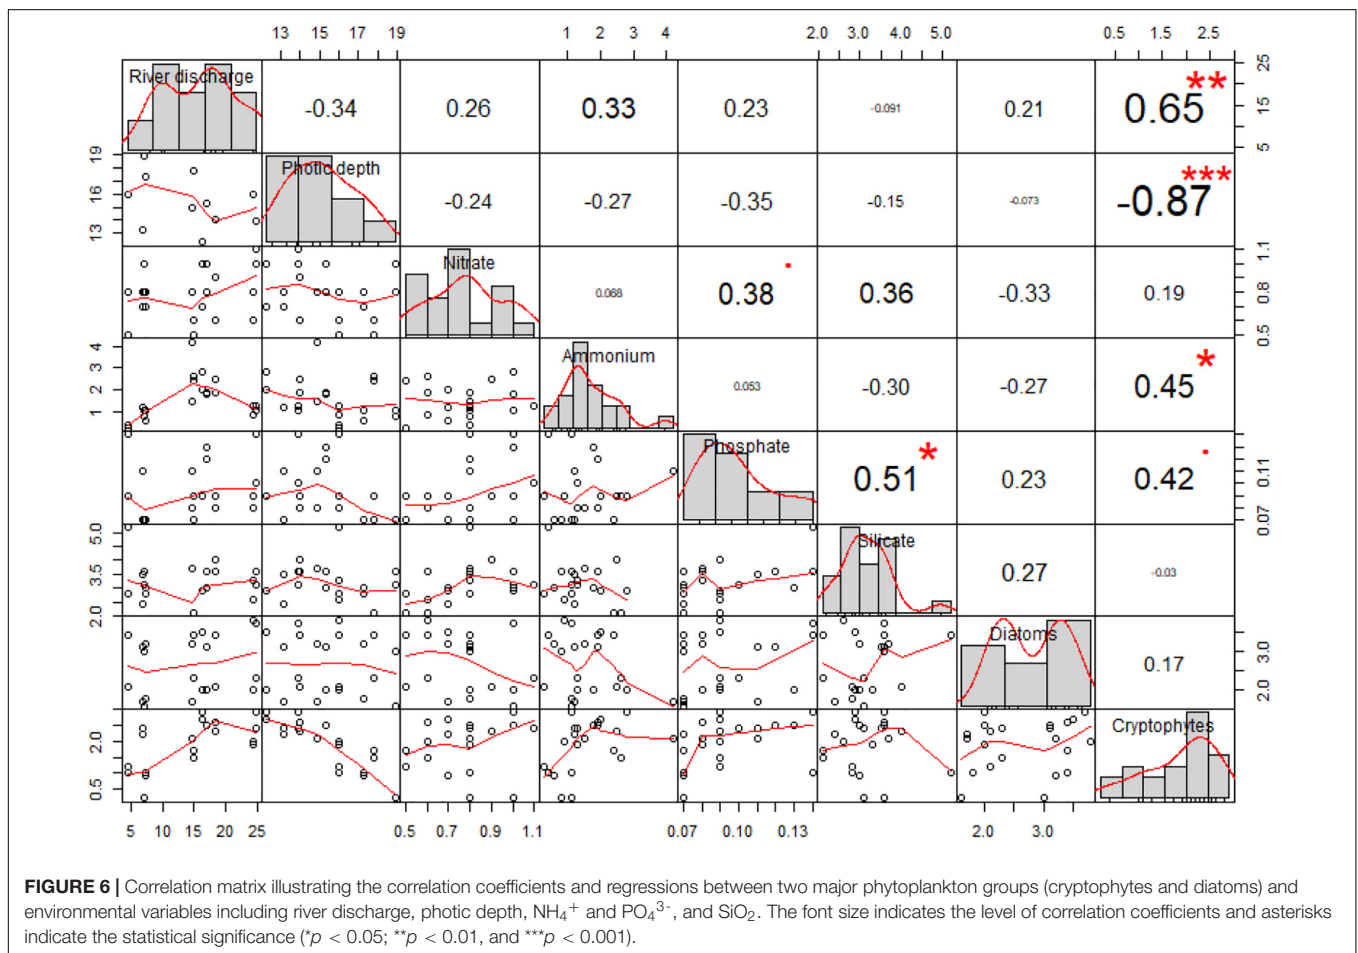 13 15 17 19 1 2 3 4 2.0 3.0 4.0 5.0 0.5 1.5 2.5
River discharge -0.34 0.26 0.33 0.23 -0.091 0.21 0.65** 5 15 25
13 16 19 Photic depth -0.24 -0.27 -0.35 -0.15 -0.073 -0.87***
Nitrate 0.068 0.38. 0.36 -0.33 0.19 0.5 0.8 1.1
1 2 3 4 Ammonium 0.053 -0.30 -0.27 0.45*
Phosphate 0.51* 0.23 0.42. 0.07 0.11
2.0 3.5 5.0 Silicate 0.27 -0.03
Diatoms 0.17 2.0 3.0
0.5 2.0 Cryptophytes
5 10 15 20 25 0.5 0.7 0.9 1.1 0.07 0.10 0.13 2.0 3.0
FIGURE 6 | Correlation matrix illustrating the correlation coefficients and regressions between two major phytoplankton groups (cryptophytes and diatoms) and
environmental variables including river discharge, photic depth, NH₄⁺ and PO₄³⁻, and SiO₂. The font size indicates the level of correlation coefficients and asterisks
indicate the statistical significance (*p < 0.05; **p < 0.01, and ***p < 0.001).